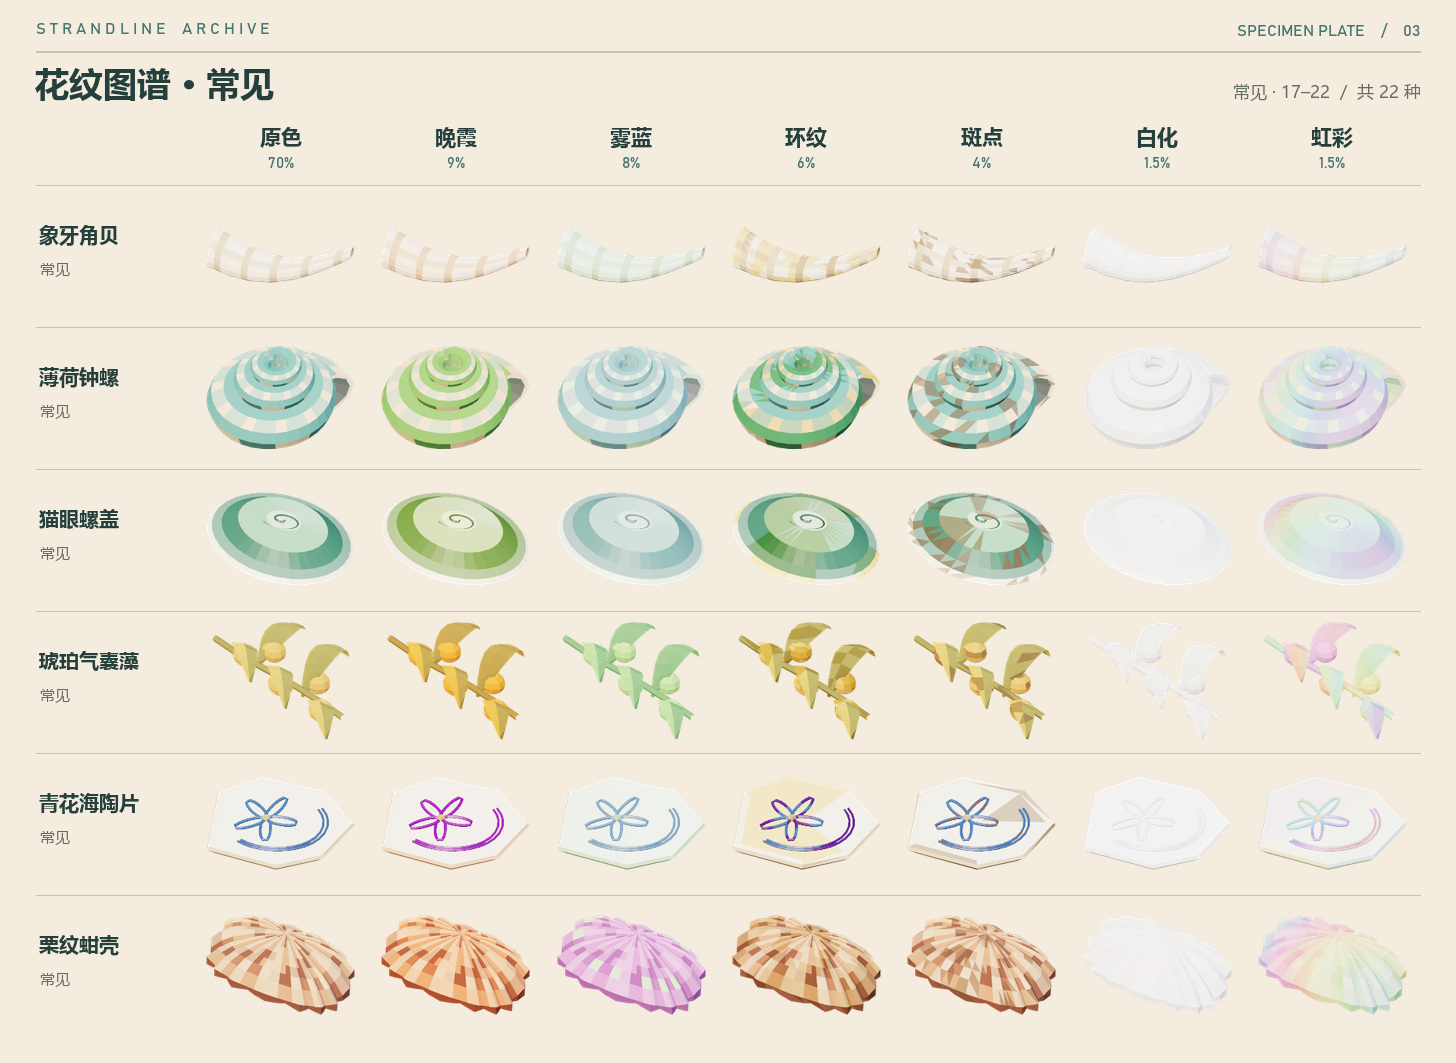 STRANDLINE ARCHIVE
SPECIMEN PLATE / 03
花纹图谱·常见
常见 · 17–22 / 共 22 种
原色 晚霞 雾蓝 环纹 斑点 白化 虹彩
70% 9% 8% 6% 4% 1.5% 1.5%
象牙角贝
常见
薄荷钟螺
常见
猫眼螺盖
常见
琥珀气囊藻
常见
青花海陶片
常见
栗纹蚶壳
常见